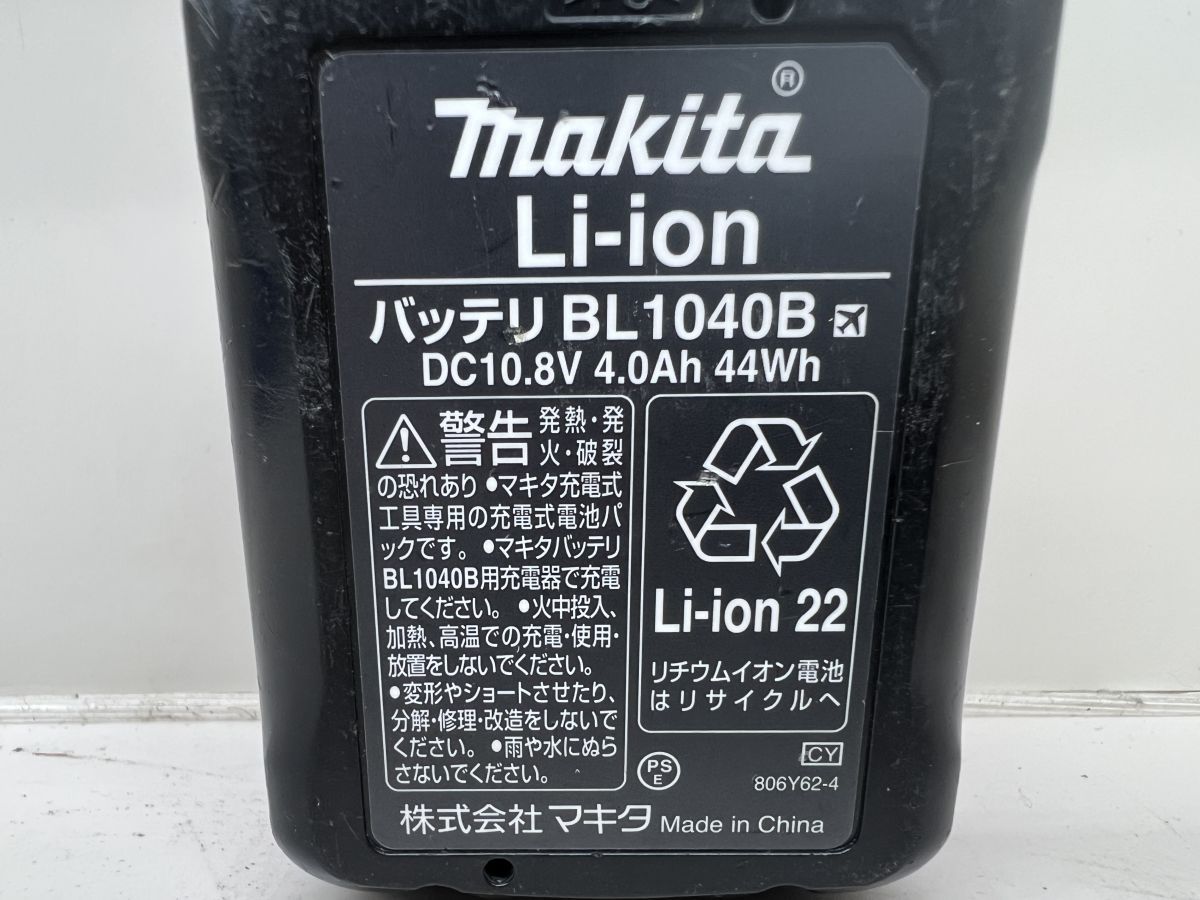 makita®
Li-ion
バッテリ BL1040B
DC10.8V 4.0Ah 44Wh
警告 発熱・発
火・破裂
の恐れあり ●マキタ充電式
工具専用の充電式電池パ
ックです。 ●マキタバッテリ
BL1040B用充電器で充電
してください。 ●火中投入、
加熱、高温での充電・使用・
放置をしないでください。
●変形やショートさせたり、
分解・修理・改造をしないで
ください。 ●雨や水にぬら
さないでください。
Li-ion 22
リチウムイオン電池
はリサイクルへ
PS
E
CY
806Y62-4
株式会社 マキタ Made in China